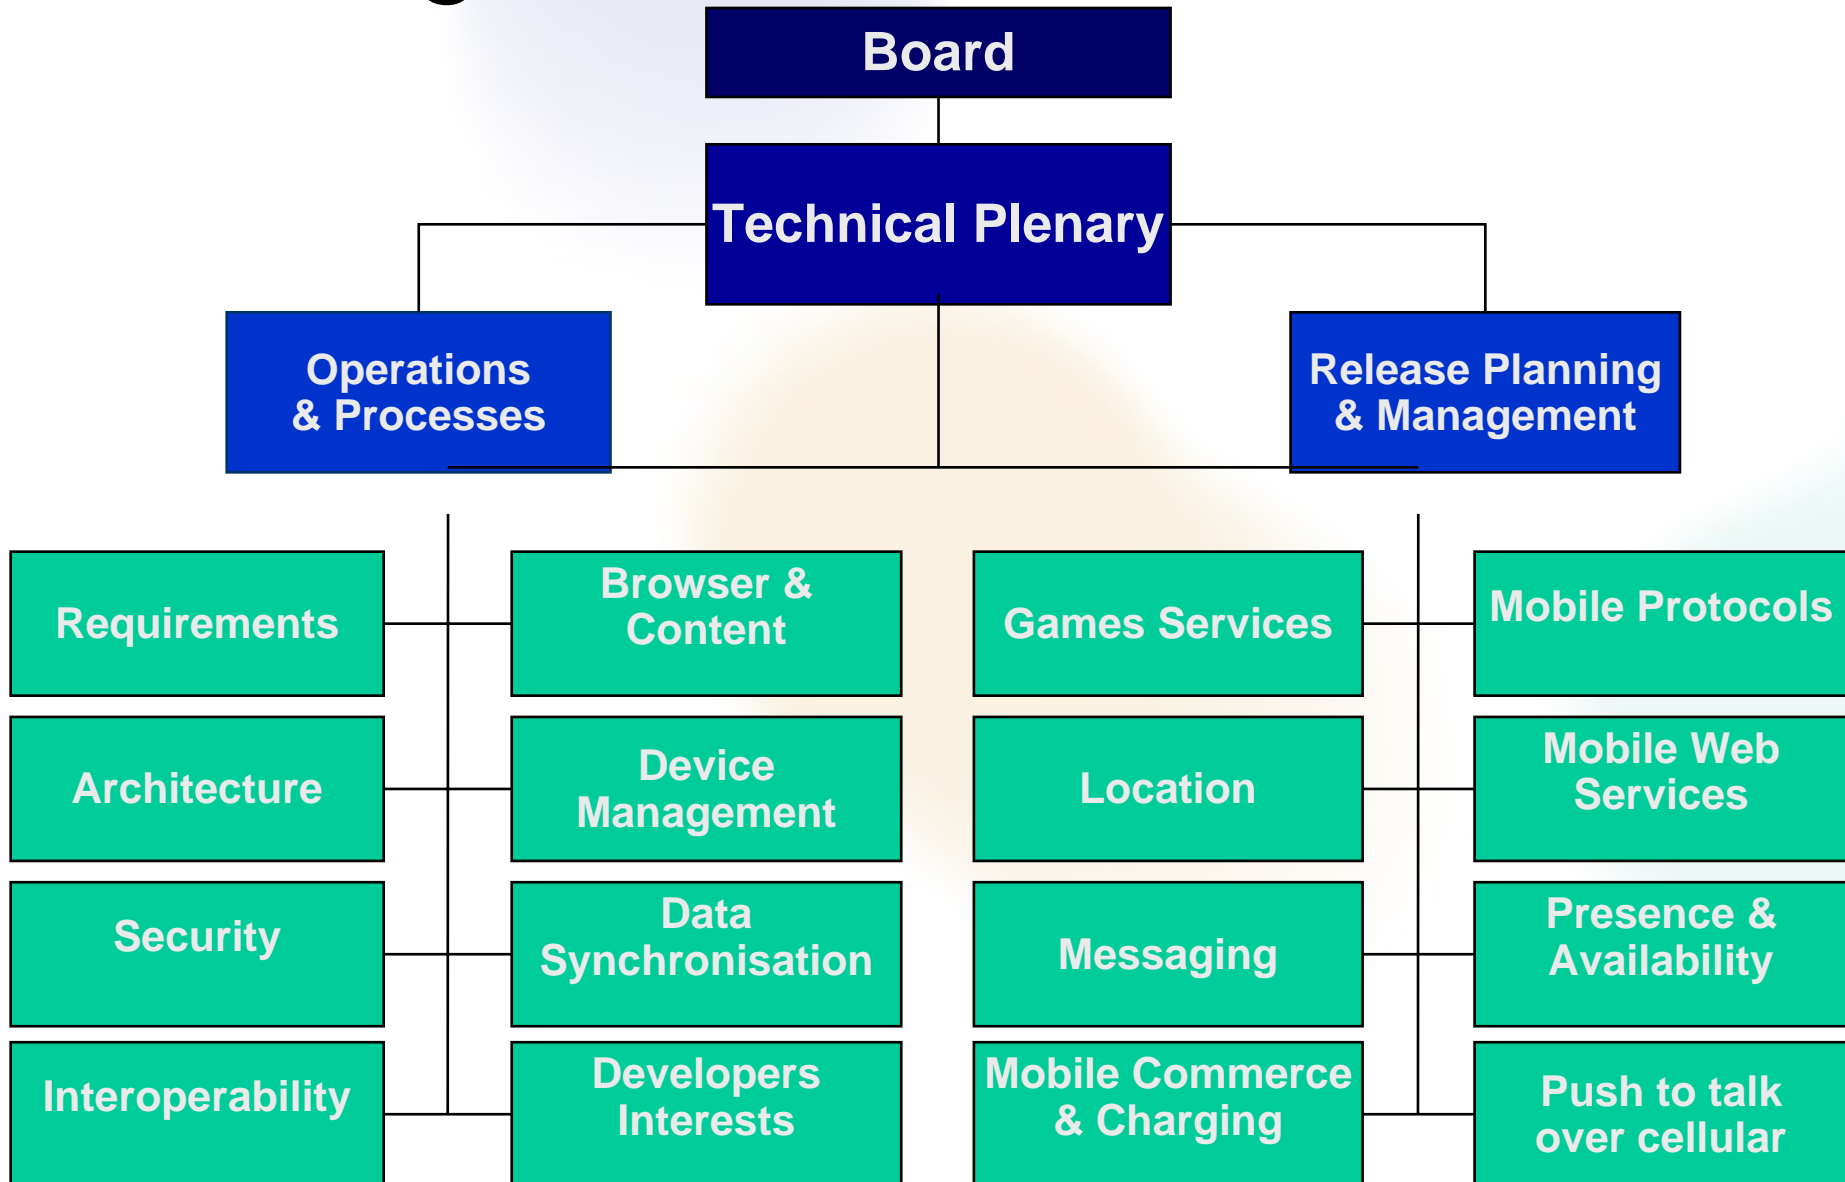 Board
Technical Plenary
Operations
& Processes
Release Planning
& Management
Requirements
Browser &
Content
Games Services
Mobile Protocols
Architecture
Device
Management
Location
Mobile Web
Services
Security
Data
Synchronisation
Messaging
Presence &
Availability
Interoperability
Developers
Interests
Mobile Commerce
& Charging
Push to talk
over cellular